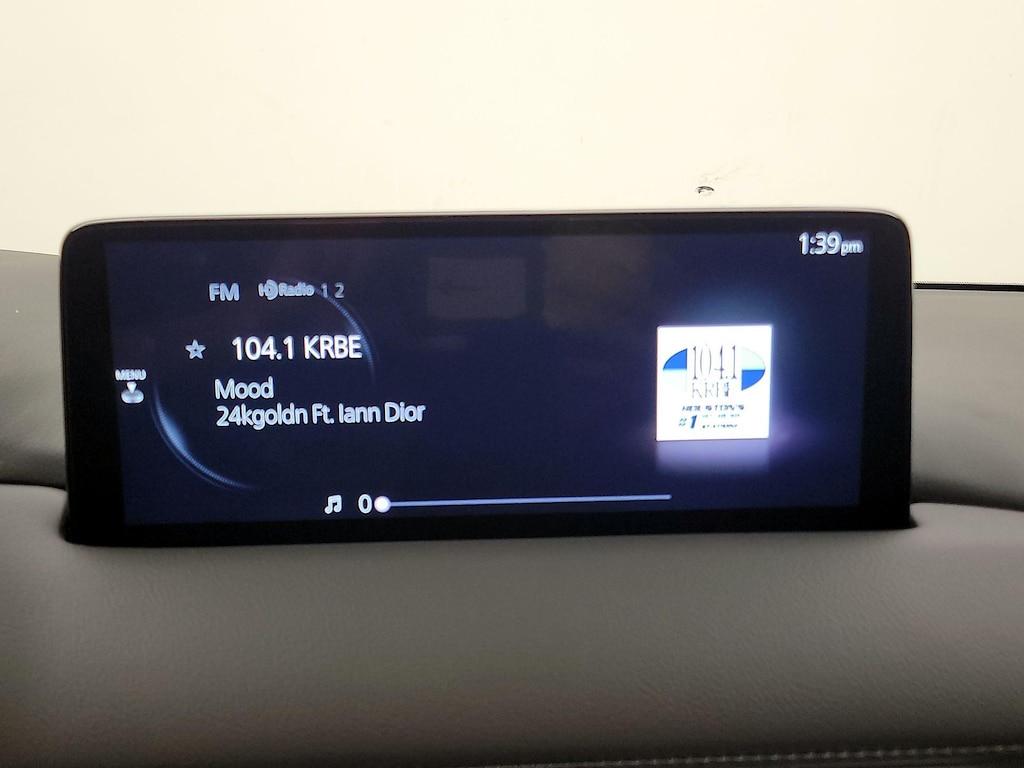 1:39pm
FM HD Radio 1 2
104.1 KRBE
MENU
Mood
24kgoldn Ft. Iann Dior
104.1
KRBE
#1
0